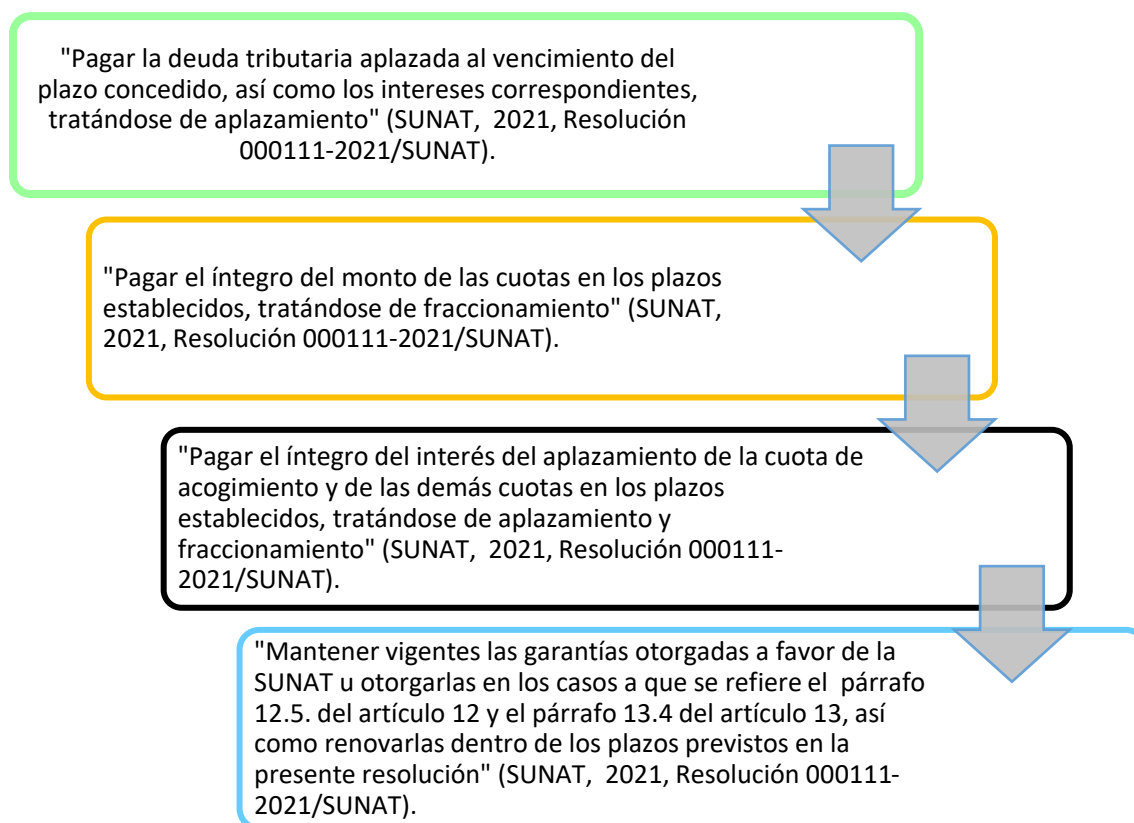 "Pagar la deuda tributaria aplazada al vencimiento del
plazo concedido, así como los intereses correspondientes,
tratándose de aplazamiento" (SUNAT,  2021, Resolución
000111-2021/SUNAT).
"Pagar el íntegro del monto de las cuotas en los plazos
establecidos, tratándose de fraccionamiento" (SUNAT,
2021, Resolución 000111-2021/SUNAT).
"Pagar el íntegro del interés del aplazamiento de la cuota de
acogimiento y de las demás cuotas en los plazos
establecidos, tratándose de aplazamiento y
fraccionamiento" (SUNAT,  2021, Resolución 000111-
2021/SUNAT).
"Mantener vigentes las garantías otorgadas a favor de la
SUNAT u otorgarlas en los casos a que se refiere el  párrafo
12.5. del artículo 12 y el párrafo 13.4 del artículo 13, así
como renovarlas dentro de los plazos previstos en la
presente resolución" (SUNAT,  2021, Resolución 000111-
2021/SUNAT).